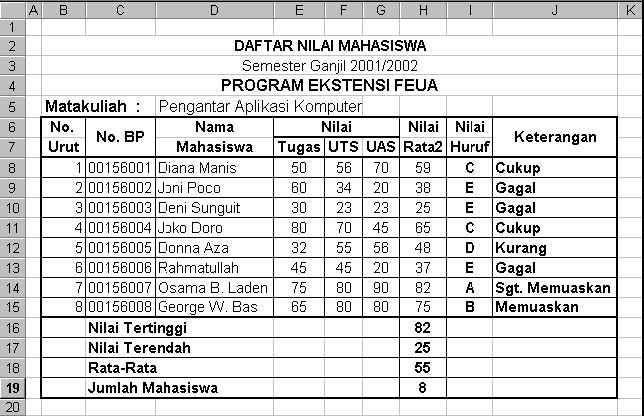 A B C D E F G H I J K
1
2 DAFTAR NILAI MAHASISWA
3 Semester Ganjil 2001/2002
4 PROGRAM EKSTENSI FEUA
5 Matakuliah : Pengantar Aplikasi Komputer
6 No. No. BP Nama Nilai Nilai Nilai Keterangan
7 Urut Mahasiswa Tugas UTS UAS Rata2 Huruf
8 1 00156001 Diana Manis 50 56 70 59 C Cukup
9 2 00156002 Joni Poco 60 34 20 38 E Gagal
10 3 00156003 Deni Sunguit 30 23 23 25 E Gagal
11 4 00156004 Joko Doro 80 70 45 65 C Cukup
12 5 00156005 Donna Aza 32 55 56 48 D Kurang
13 6 00156006 Rahmatullah 45 45 20 37 E Gagal
14 7 00156007 Osama B. Laden 75 80 90 82 A Sgt. Memuaskan
15 8 00156008 George W. Bas 65 80 80 75 B Memuaskan
16 Nilai Tertinggi 82
17 Nilai Terendah 25
18 Rata-Rata 55
19 Jumlah Mahasiswa 8
20